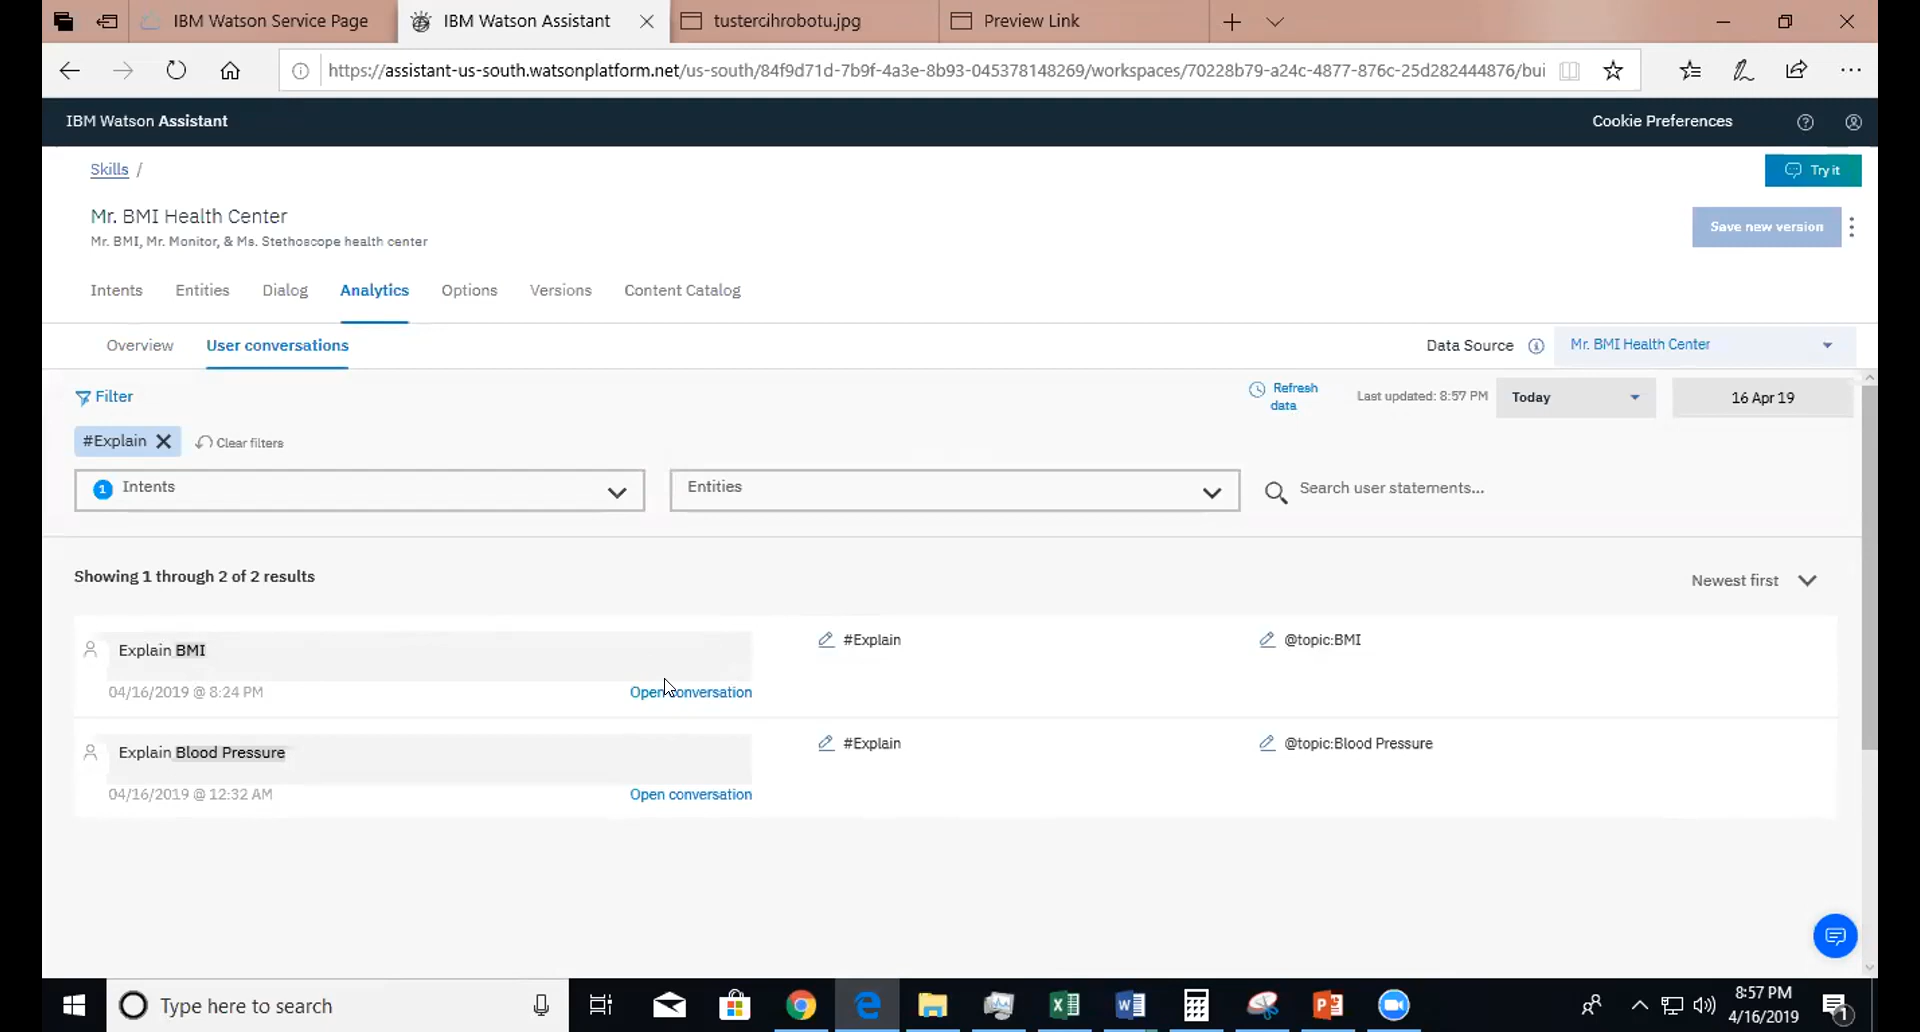 IBM Watson Service Page
IBM Watson Assistant
tustercihrobotu.jpg
Preview Link
https://assistant-us-south.watsonplatform.net/us-south/84f9d71d-7b9f-4a3e-8b93-045378148269/workspaces/70228b79-a24c-4877-876c-25d282444876/bui
IBM Watson Assistant
Cookie Preferences
Skills /
Try it
Mr. BMI Health Center
Save new version
Mr. BMI, Mr. Monitor, & Ms. Stethoscope health center
Intents Entities Dialog Analytics Options Versions Content Catalog
Overview User conversations
Data Source Mr. BMI Health Center
Filter
Refresh
data
Last updated: 8:57 PM
Today
16 Apr 19
#Explain
Clear filters
1 Intents
Entities
Search user statements...
Showing 1 through 2 of 2 results
Newest first
Explain BMI
#Explain
@topic:BMI
04/16/2019 @ 8:24 PM
Open conversation
Explain Blood Pressure
#Explain
@topic:Blood Pressure
04/16/2019 @ 12:32 AM
Open conversation
Type here to search
8:57 PM
4/16/2019
1